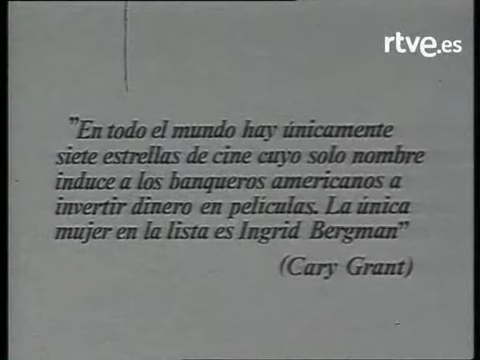 rtve.es
"En todo el mundo hay únicamente
siete estrellas de cine cuyo solo nombre
induce a los banqueros americanos a
invertir dinero en películas. La única
mujer en la lista es Ingrid Bergman"
(Cary Grant)